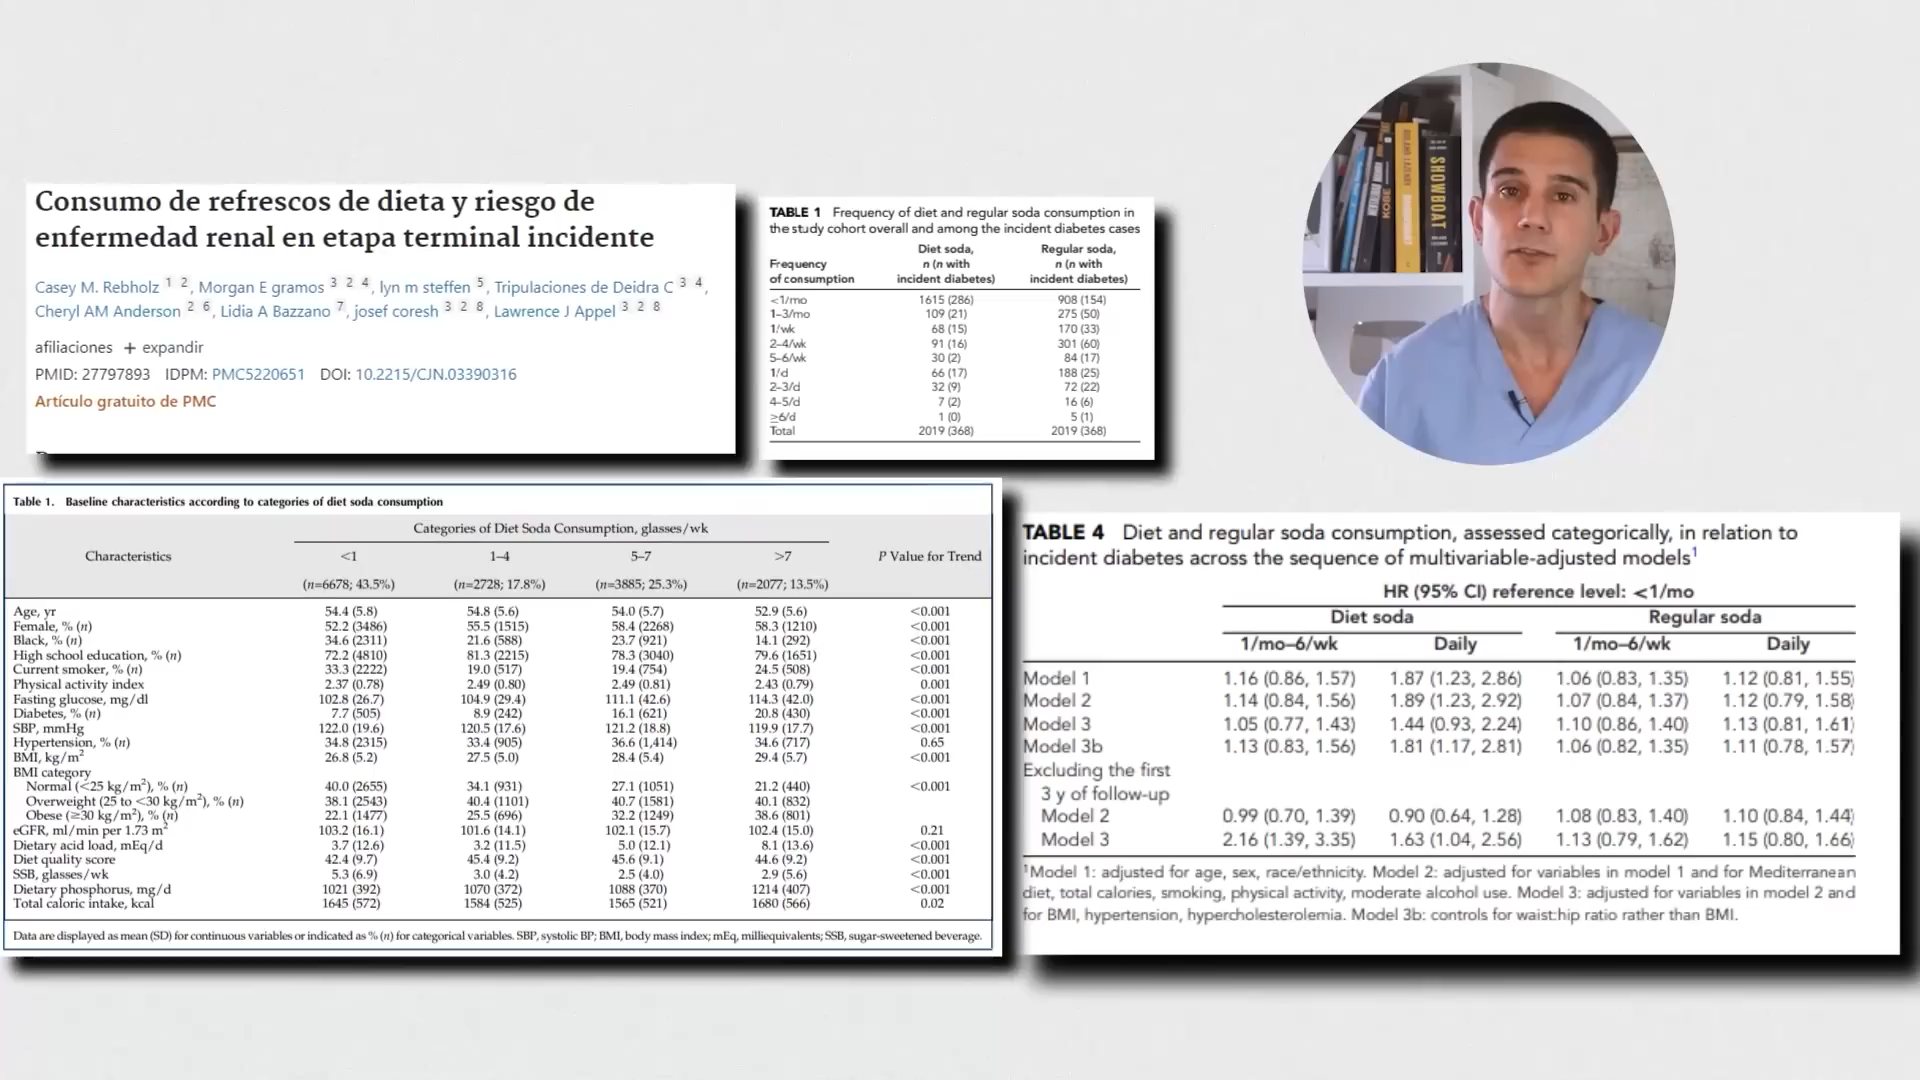 Consumo de refrescos de dieta y riesgo de
enfermedad renal en etapa terminal incidente
Casey M. Rebholz 1 2, Morgan E gramos 3 2 4, lyn m steffen 5, Tripulaciones de Deidra C 3 4,
Cheryl AM Anderson 2 6, Lidia A Bazzano 7, josef coresh 3 2 8, Lawrence J Appel 3 2 8
afiliaciones + expandir
PMID: 27797893 IDPM: PMC5220651 DOI: 10.2215/CJN.03390316
Artículo gratuito de PMC
TABLE 1 Frequency of diet and regular soda consumption in
the study cohort overall and among the incident diabetes cases
Diet soda, Regular soda,
Frequency n (n with n (n with
of consumption incident diabetes) incident diabetes)
<1/mo 1615 (286) 908 (154)
1–3/mo 109 (21) 275 (50)
1/wk 68 (15) 170 (33)
2–4/wk 91 (16) 301 (60)
5–6/wk 30 (2) 84 (17)
1/d 66 (17) 188 (25)
2–3/d 32 (9) 72 (22)
4–5/d 7 (2) 16 (6)
≥6/d 1 (0) 5 (1)
Total 2019 (368) 2019 (368)
KOBE
ROLAND LAZENBY
SHOWBOAT
Table 1. Baseline characteristics according to categories of diet soda consumption
Categories of Diet Soda Consumption, glasses/wk
Characteristics <1 1–4 5–7 >7 P Value for Trend
(n=6678; 43.5%) (n=2728; 17.8%) (n=3885; 25.3%) (n=2077; 13.5%)
Age, yr 54.4 (5.8) 54.8 (5.6) 54.0 (5.7) 52.9 (5.6) <0.001
Female, % (n) 52.2 (3486) 55.5 (1515) 58.4 (2268) 58.3 (1210) <0.001
Black, % (n) 34.6 (2311) 21.6 (588) 23.7 (921) 14.1 (292) <0.001
High school education, % (n) 72.2 (4810) 81.3 (2215) 78.3 (3040) 79.6 (1651) <0.001
Current smoker, % (n) 33.3 (2222) 19.0 (517) 19.4 (754) 24.5 (508) <0.001
Physical activity index 2.37 (0.78) 2.49 (0.80) 2.49 (0.81) 2.43 (0.79) 0.001
Fasting glucose, mg/dl 102.8 (26.7) 104.9 (29.4) 111.1 (42.6) 114.3 (42.0) <0.001
Diabetes, % (n) 7.7 (505) 8.9 (242) 16.1 (621) 20.8 (430) <0.001
SBP, mmHg 122.0 (19.6) 120.5 (17.6) 121.2 (18.8) 119.9 (17.7) <0.001
Hypertension, % (n) 34.8 (2315) 33.4 (905) 36.6 (1,414) 34.6 (717) 0.65
BMI, kg/m2 26.8 (5.2) 27.5 (5.0) 28.4 (5.4) 29.4 (5.7) <0.001
BMI category
Normal (<25 kg/m2), % (n) 40.0 (2655) 34.1 (931) 27.1 (1051) 21.2 (440) <0.001
Overweight (25 to <30 kg/m2), % (n) 38.1 (2543) 40.4 (1101) 40.7 (1581) 40.1 (832)
Obese (≥30 kg/m2), % (n) 22.1 (1477) 25.5 (696) 32.2 (1249) 38.6 (801)
eGFR, ml/min per 1.73 m2 103.2 (16.1) 101.6 (14.1) 102.1 (15.7) 102.4 (15.0) 0.21
Dietary acid load, mEq/d 3.7 (12.6) 3.2 (11.5) 5.0 (12.1) 8.1 (13.6) <0.001
Diet quality score 42.4 (9.7) 45.4 (9.2) 45.6 (9.1) 44.6 (9.2) <0.001
SSB, glasses/wk 5.3 (6.9) 3.0 (4.2) 2.5 (4.0) 2.9 (5.6) <0.001
Dietary phosphorus, mg/d 1021 (392) 1070 (372) 1088 (370) 1214 (407) <0.001
Total caloric intake, kcal 1645 (572) 1584 (525) 1565 (521) 1680 (566) 0.02
Data are displayed as mean (SD) for continuous variables or indicated as % (n) for categorical variables. SBP, systolic BP; BMI, body mass index; mEq, milliequivalents; SSB, sugar-sweetened beverage.
TABLE 4 Diet and regular soda consumption, assessed categorically, in relation to
incident diabetes across the sequence of multivariable-adjusted models1
HR (95% CI) reference level: <1/mo
Diet soda Regular soda
1/mo–6/wk Daily 1/mo–6/wk Daily
Model 1 1.16 (0.86, 1.57) 1.87 (1.23, 2.86) 1.06 (0.83, 1.35) 1.12 (0.81, 1.55)
Model 2 1.14 (0.84, 1.56) 1.89 (1.23, 2.92) 1.07 (0.84, 1.37) 1.12 (0.79, 1.58)
Model 3 1.05 (0.77, 1.43) 1.44 (0.93, 2.24) 1.10 (0.86, 1.40) 1.13 (0.81, 1.61)
Model 3b 1.13 (0.83, 1.56) 1.81 (1.17, 2.81) 1.06 (0.82, 1.35) 1.11 (0.78, 1.57)
Excluding the first
3 y of follow-up
Model 2 0.99 (0.70, 1.39) 0.90 (0.64, 1.28) 1.08 (0.83, 1.40) 1.10 (0.84, 1.44)
Model 3 2.16 (1.39, 3.35) 1.63 (1.04, 2.56) 1.13 (0.79, 1.62) 1.15 (0.80, 1.66)
1Model 1: adjusted for age, sex, race/ethnicity. Model 2: adjusted for variables in model 1 and for Mediterranean
diet, total calories, smoking, physical activity, moderate alcohol use. Model 3: adjusted for variables in model 2 and
for BMI, hypertension, hypercholesterolemia. Model 3b: controls for waist:hip ratio rather than BMI.